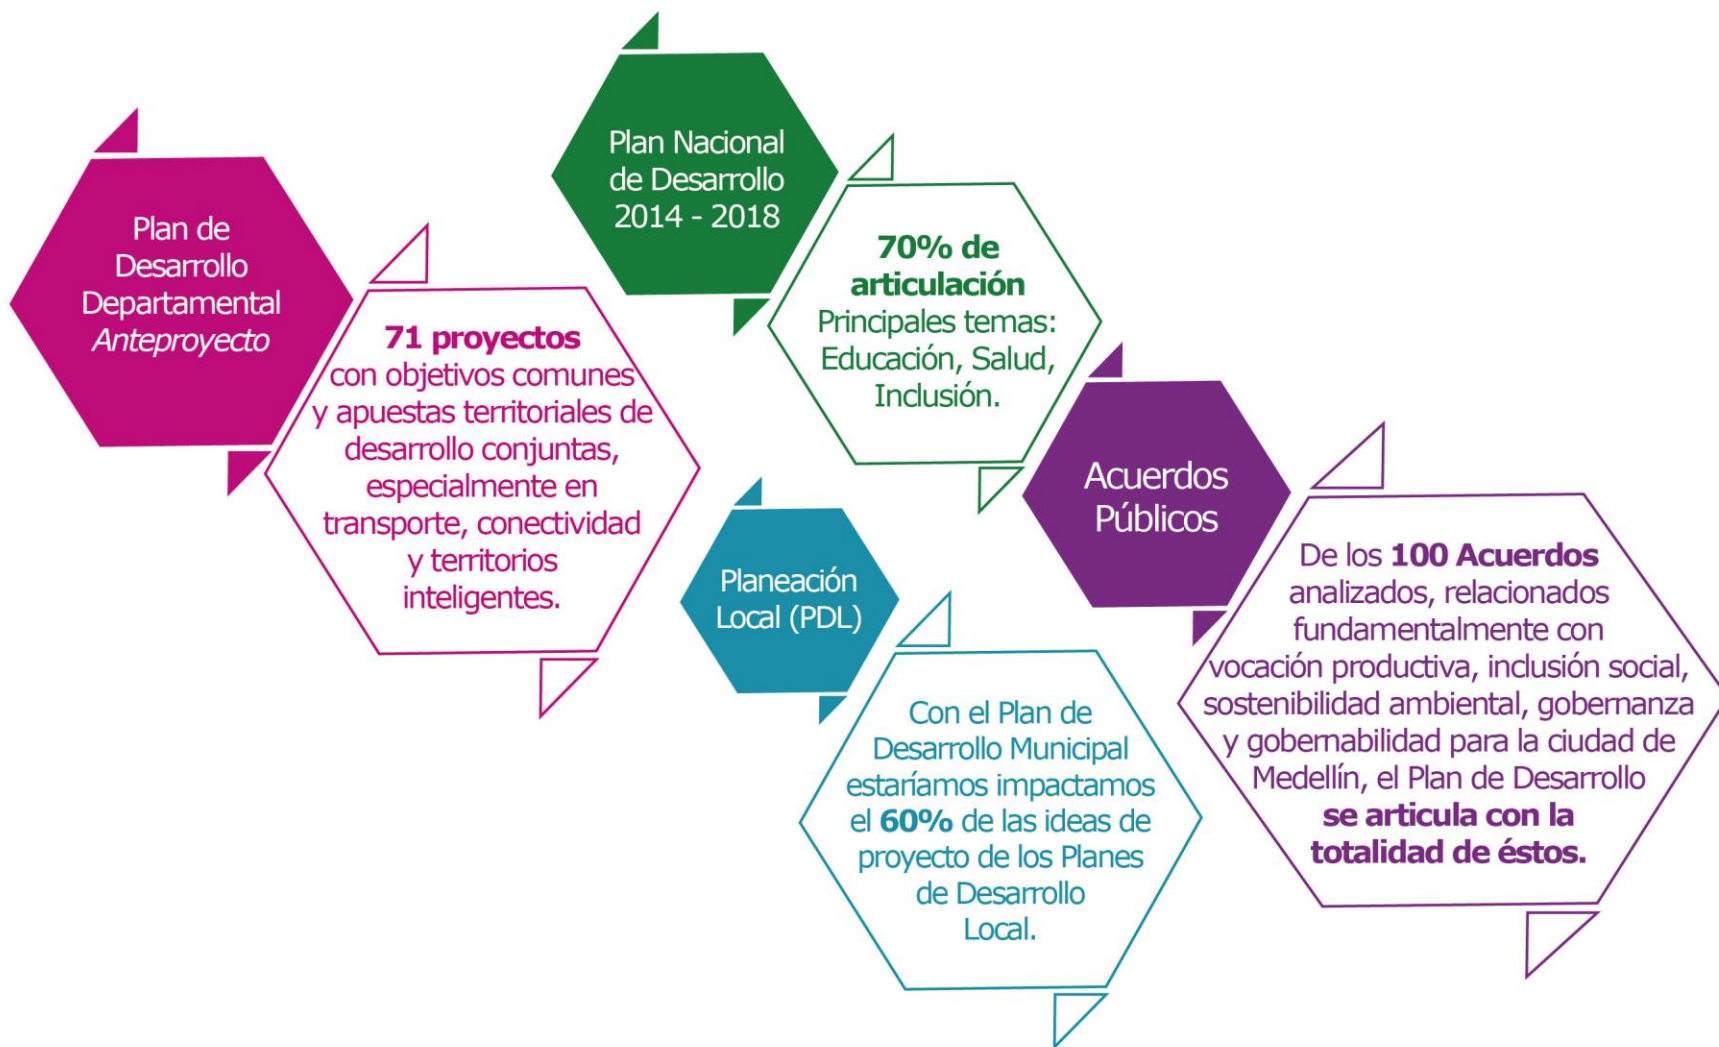 Plan de
Desarrollo
Departamental
Anteproyecto
71 proyectos
con objetivos comunes
y apuestas territoriales de
desarrollo conjuntas,
especialmente en
transporte, conectividad
y territorios
inteligentes.
Plan Nacional
de Desarrollo
2014 - 2018
70% de
articulación
Principales temas:
Educación, Salud,
Inclusión.
Planeación
Local (PDL)
Con el Plan de
Desarrollo Municipal
estaríamos impactamos
el 60% de las ideas de
proyecto de los Planes
de Desarrollo
Local.
Acuerdos
Públicos
De los 100 Acuerdos
analizados, relacionados
fundamentalmente con
vocación productiva, inclusión social,
sostenibilidad ambiental, gobernanza
y gobernabilidad para la ciudad de
Medellín, el Plan de Desarrollo
se articula con la
totalidad de éstos.